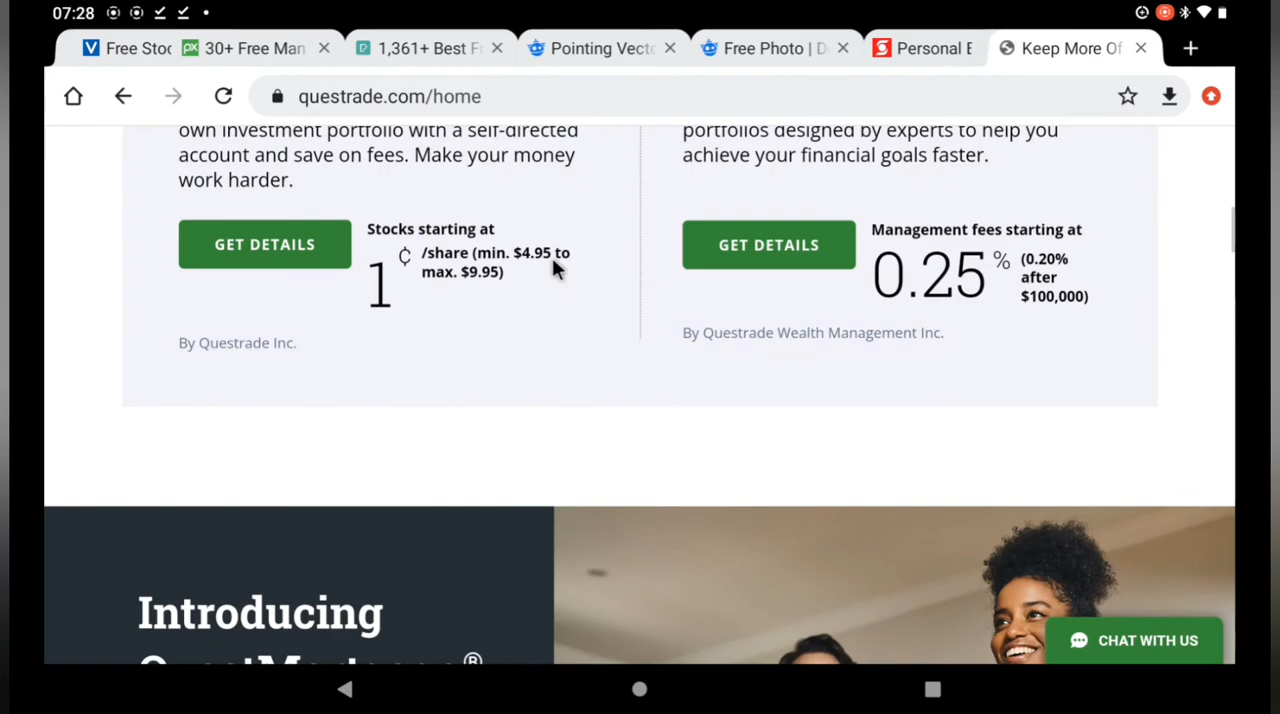 07:28
Free Stoc
30+ Free Man
1,361+ Best F
Pointing Vecto
Free Photo | D
Personal E
Keep More Of
questrade.com/home
own investment portfolio with a self-directed
account and save on fees. Make your money
work harder.
GET DETAILS
Stocks starting at
1 ¢ /share (min. $4.95 to
max. $9.95)
By Questrade Inc.
portfolios designed by experts to help you
achieve your financial goals faster.
GET DETAILS
Management fees starting at
0.25 % (0.20%
after
$100,000)
By Questrade Wealth Management Inc.
Introducing
QuestMortgage®
CHAT WITH US